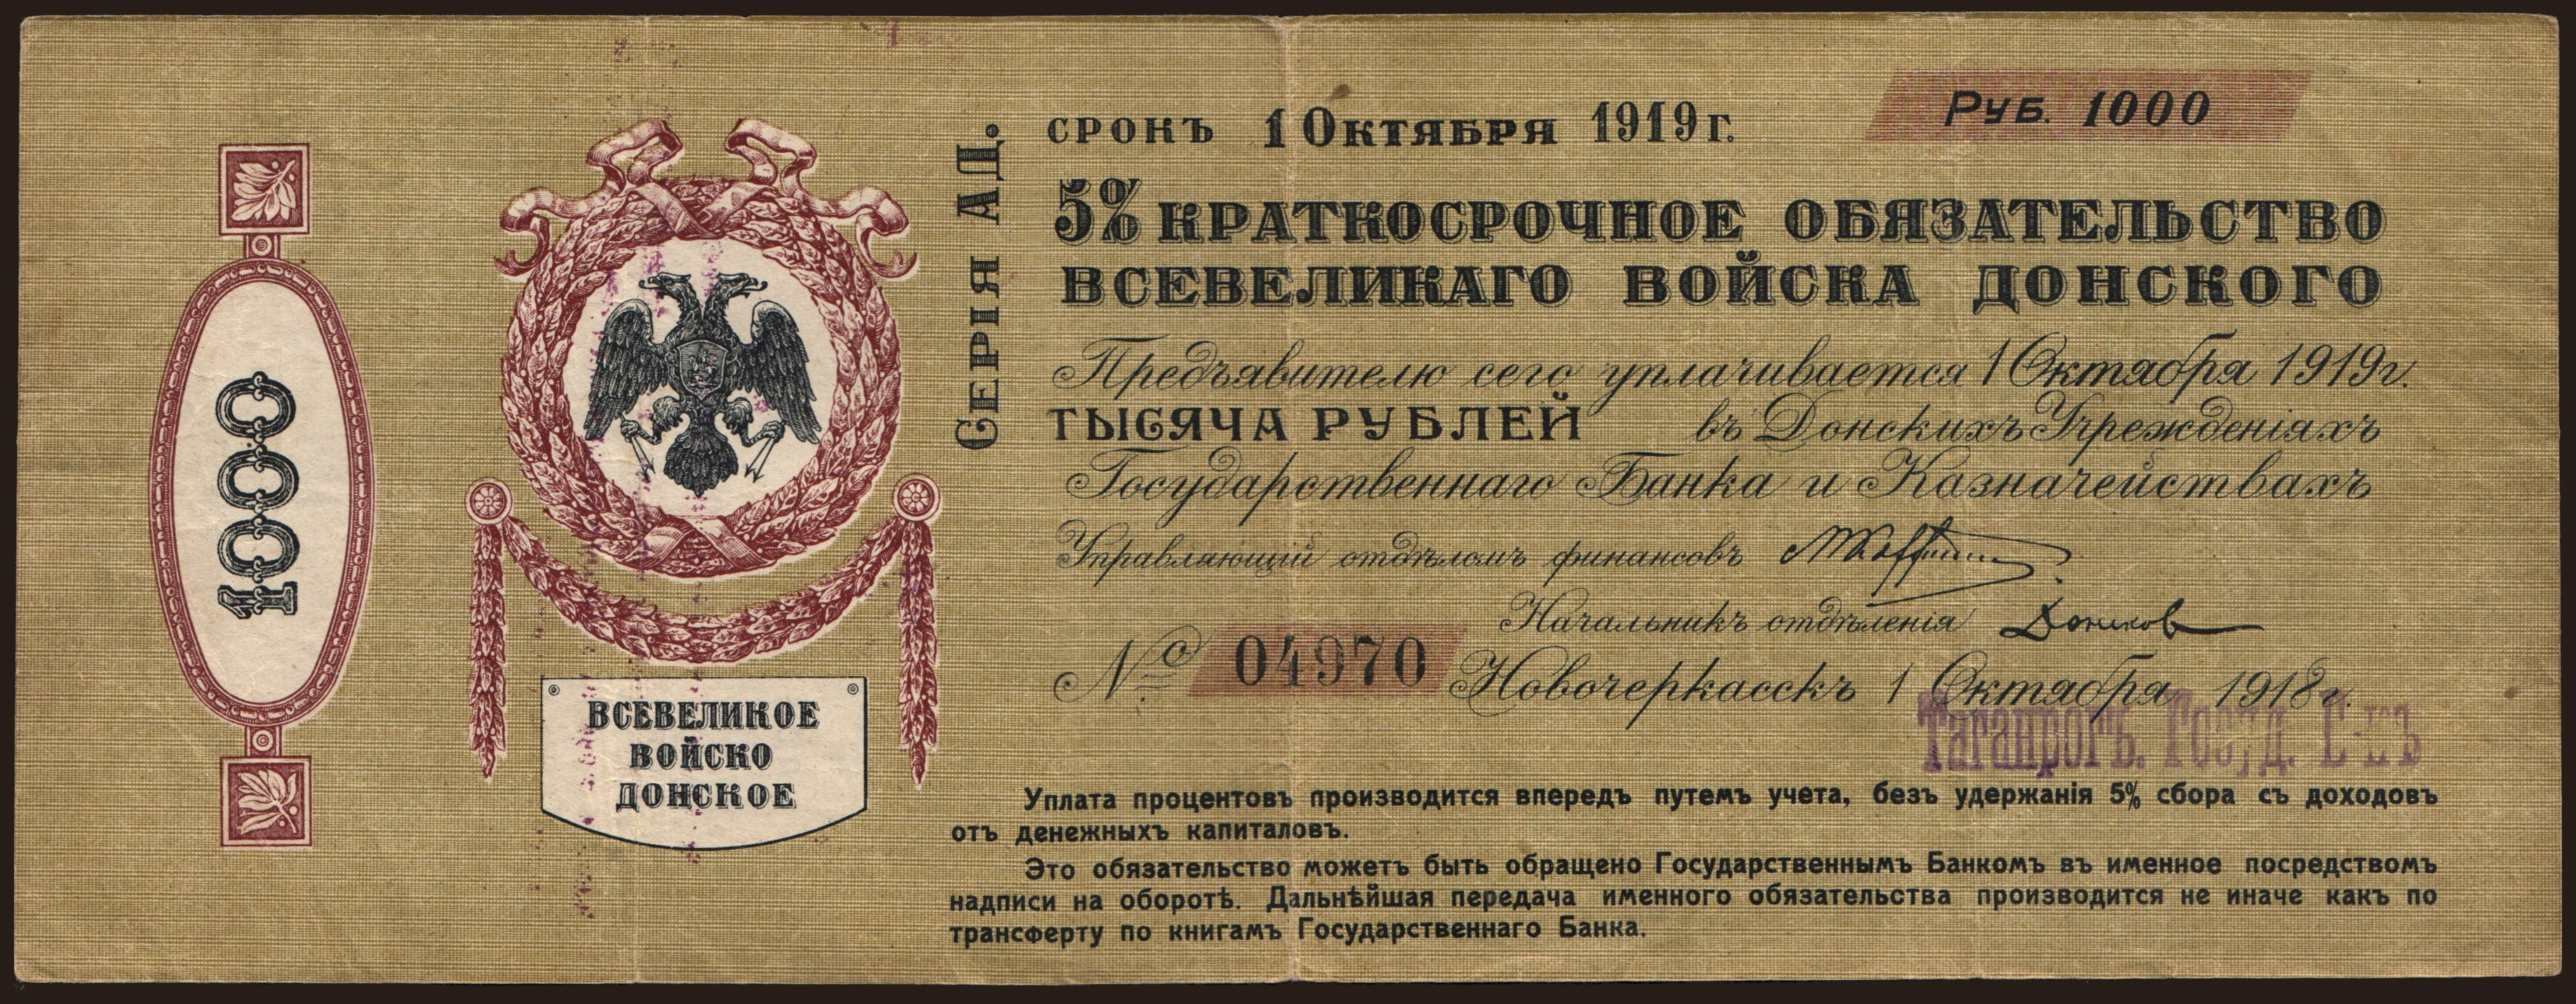 1000
ВСЕВЕЛИКОЕ
ВОЙСКО
ДОНСКОЕ
Серія АД.
срокъ 1 Октября 1919 г.
Руб. 1000
5% КРАТКОСРОЧНОЕ ОБЯЗАТЕЛЬСТВО
ВСЕВЕЛИКАГО ВОЙСКА ДОНСКОГО
Предъявителю сего уплачивается 1 Октября 1919 г.
ТЫСЯЧА РУБЛЕЙ въ Донскихъ Учрежденіяхъ
Государственнаго Банка и Казначействахъ
Управляющій отдѣломъ финансовъ
Начальникъ отдѣленія
№ 04970 Новочеркасскъ 1 Октября 1918 г.
Таганрогъ. Госуд.
Уплата процентовъ производится впередъ путемъ учета, безъ удержанія 5% сбора съ доходовъ
отъ денежныхъ капиталовъ.
Это обязательство можетъ быть обращено Государственнымъ Банкомъ въ именное посредствомъ
надписи на оборотѣ. Дальнѣйшая передача именного обязательства производится не иначе какъ по
трансферту по книгамъ Государственнаго Банка.